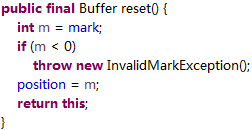 public final Buffer reset() {
    int m = mark;
    if (m < 0)
        throw new InvalidMarkException();
    position = m;
    return this;
}